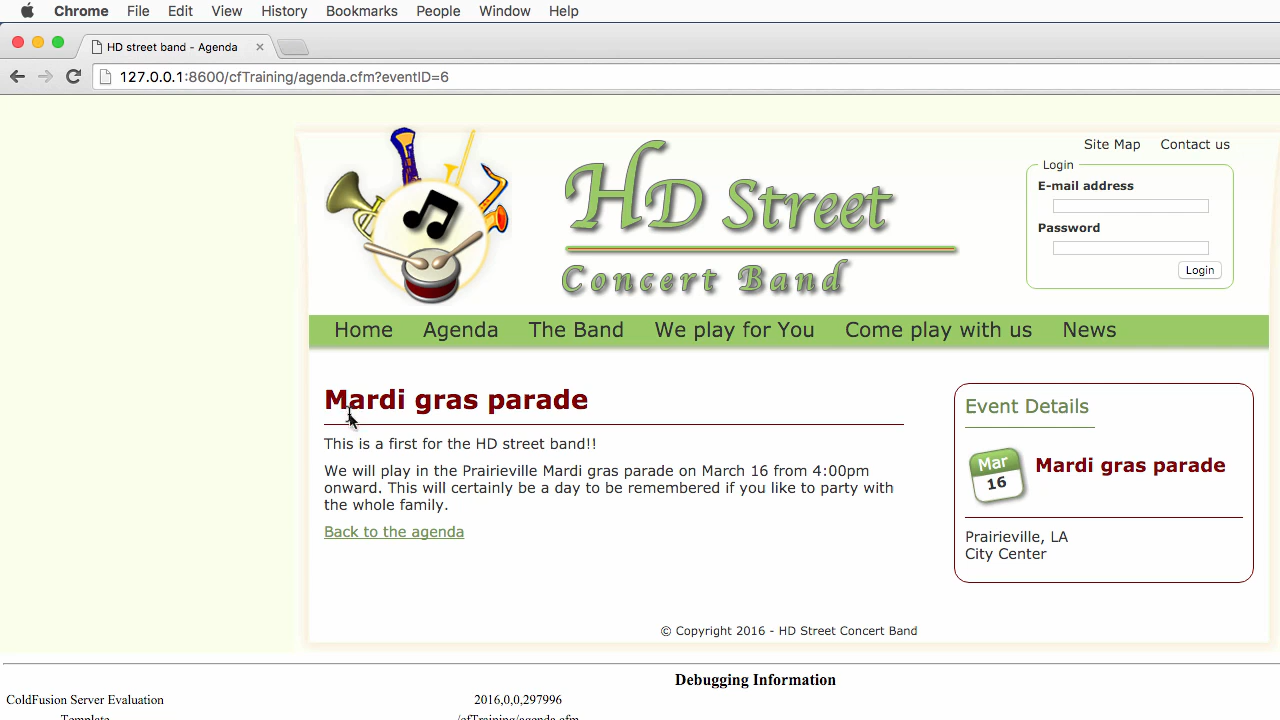 Chrome File Edit View History Bookmarks People Window Help
HD street band - Agenda
127.0.0.1:8600/cfTraining/agenda.cfm?eventID=6
Site Map Contact us
HD Street
Concert Band
Login
E-mail address
Password
Login
Home Agenda The Band We play for You Come play with us News
Mardi gras parade
This is a first for the HD street band!!
We will play in the Prairieville Mardi gras parade on March 16 from 4:00pm
onward. This will certainly be a day to be remembered if you like to party with
the whole family.
Back to the agenda
Event Details
Mar
16
Mardi gras parade
Prairieville, LA
City Center
© Copyright 2016 - HD Street Concert Band
Debugging Information
ColdFusion Server Evaluation 2016,0,0,297996
Template /cfTraining/agenda.cfm